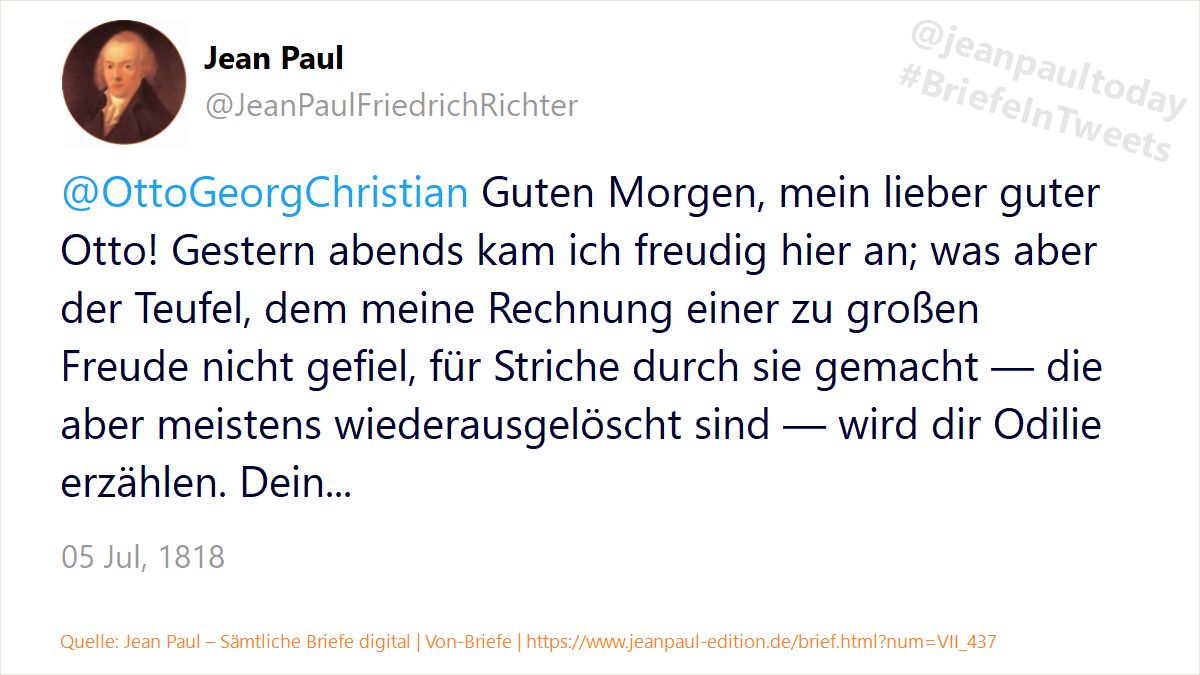 Jean Paul
@JeanPaulFriedrichRichter
@jeanpaultoday
#BriefeInTweets
@OttoGeorgChristian Guten Morgen, mein lieber guter
Otto! Gestern abends kam ich freudig hier an; was aber
der Teufel, dem meine Rechnung einer zu großen
Freude nicht gefiel, für Striche durch sie gemacht — die
aber meistens wiederausgelöscht sind — wird dir Odilie
erzählen. Dein...
05 Jul, 1818
Quelle: Jean Paul – Sämtliche Briefe digital | Von-Briefe | https://www.jeanpaul-edition.de/brief.html?num=VII_437